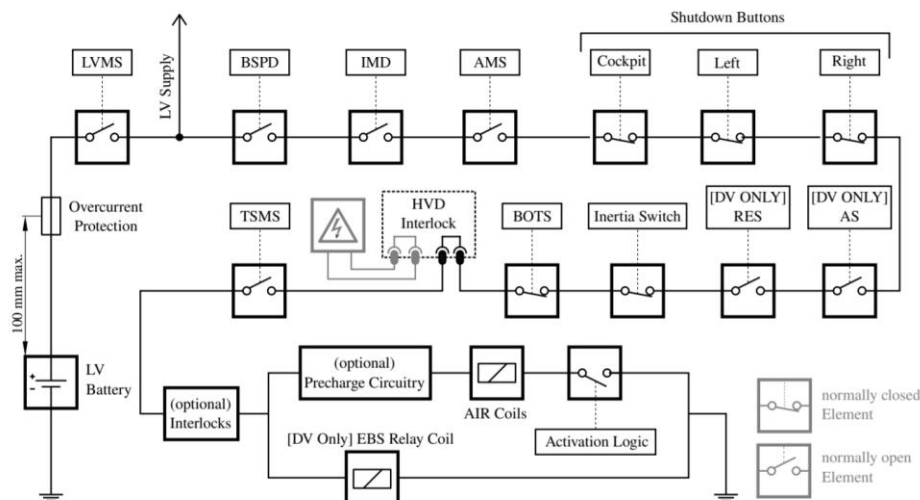 Shutdown Buttons
LVMS
LV Supply
BSPD
IMD
AMS
Cockpit
Left
Right
Overcurrent
Protection
100 mm max.
TSMS
HVD
Interlock
BOTS
Inertia Switch
[DV ONLY]
RES
[DV ONLY]
AS
+
-
LV
Battery
(optional)
Interlocks
(optional)
Precharge Circuitry
AIR Coils
Activation Logic
[DV Only] EBS Relay Coil
normally closed
Element
normally open
Element